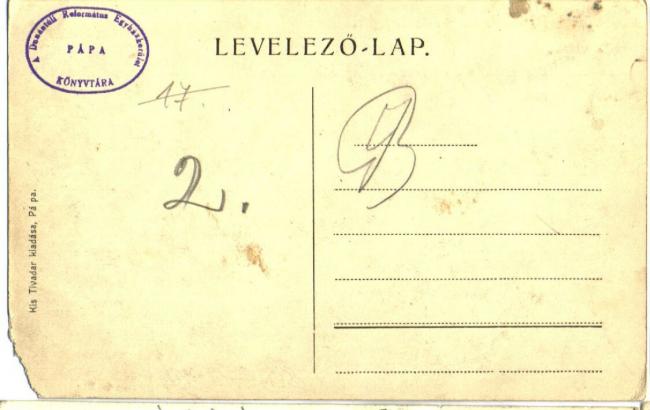 A Dunántúli Református Egyházkerület
PÁPA
KÖNYVTÁRA
LEVELEZŐ-LAP.
17.
2.
Kis Tivadar kiadása, Pápa.